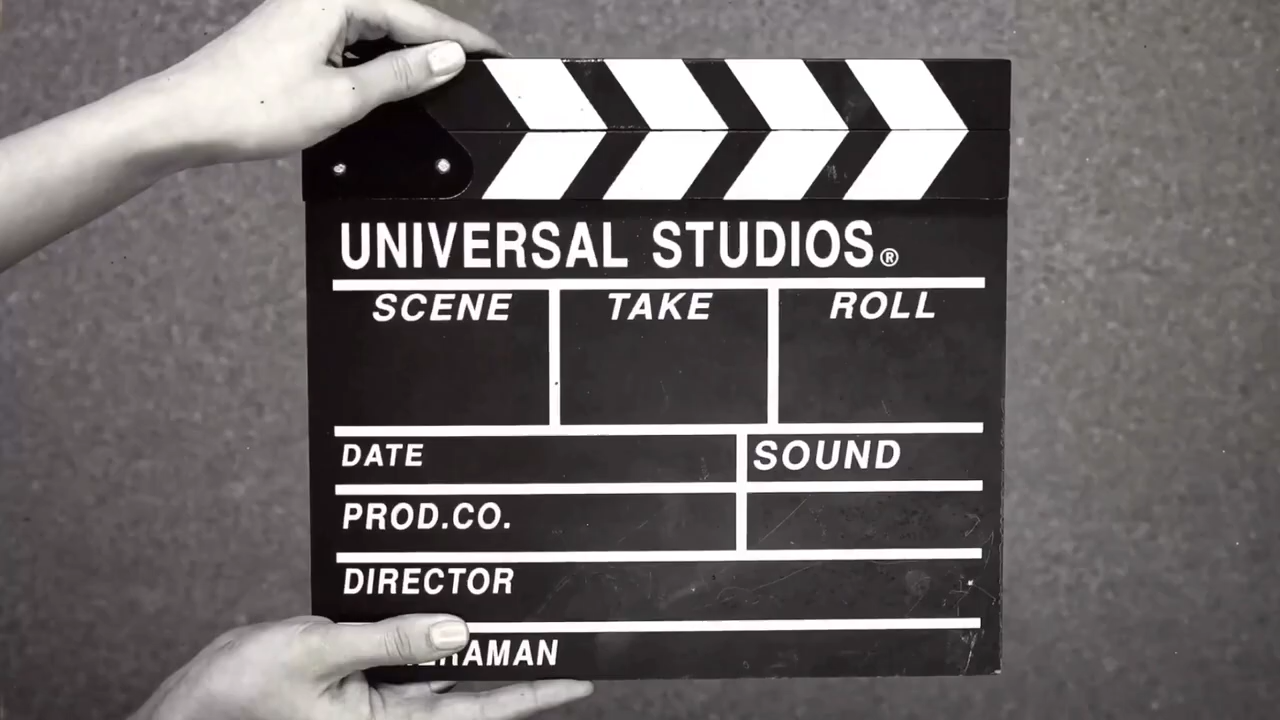 UNIVERSAL STUDIOS®
SCENE TAKE ROLL
DATE SOUND
PROD.CO.
DIRECTOR